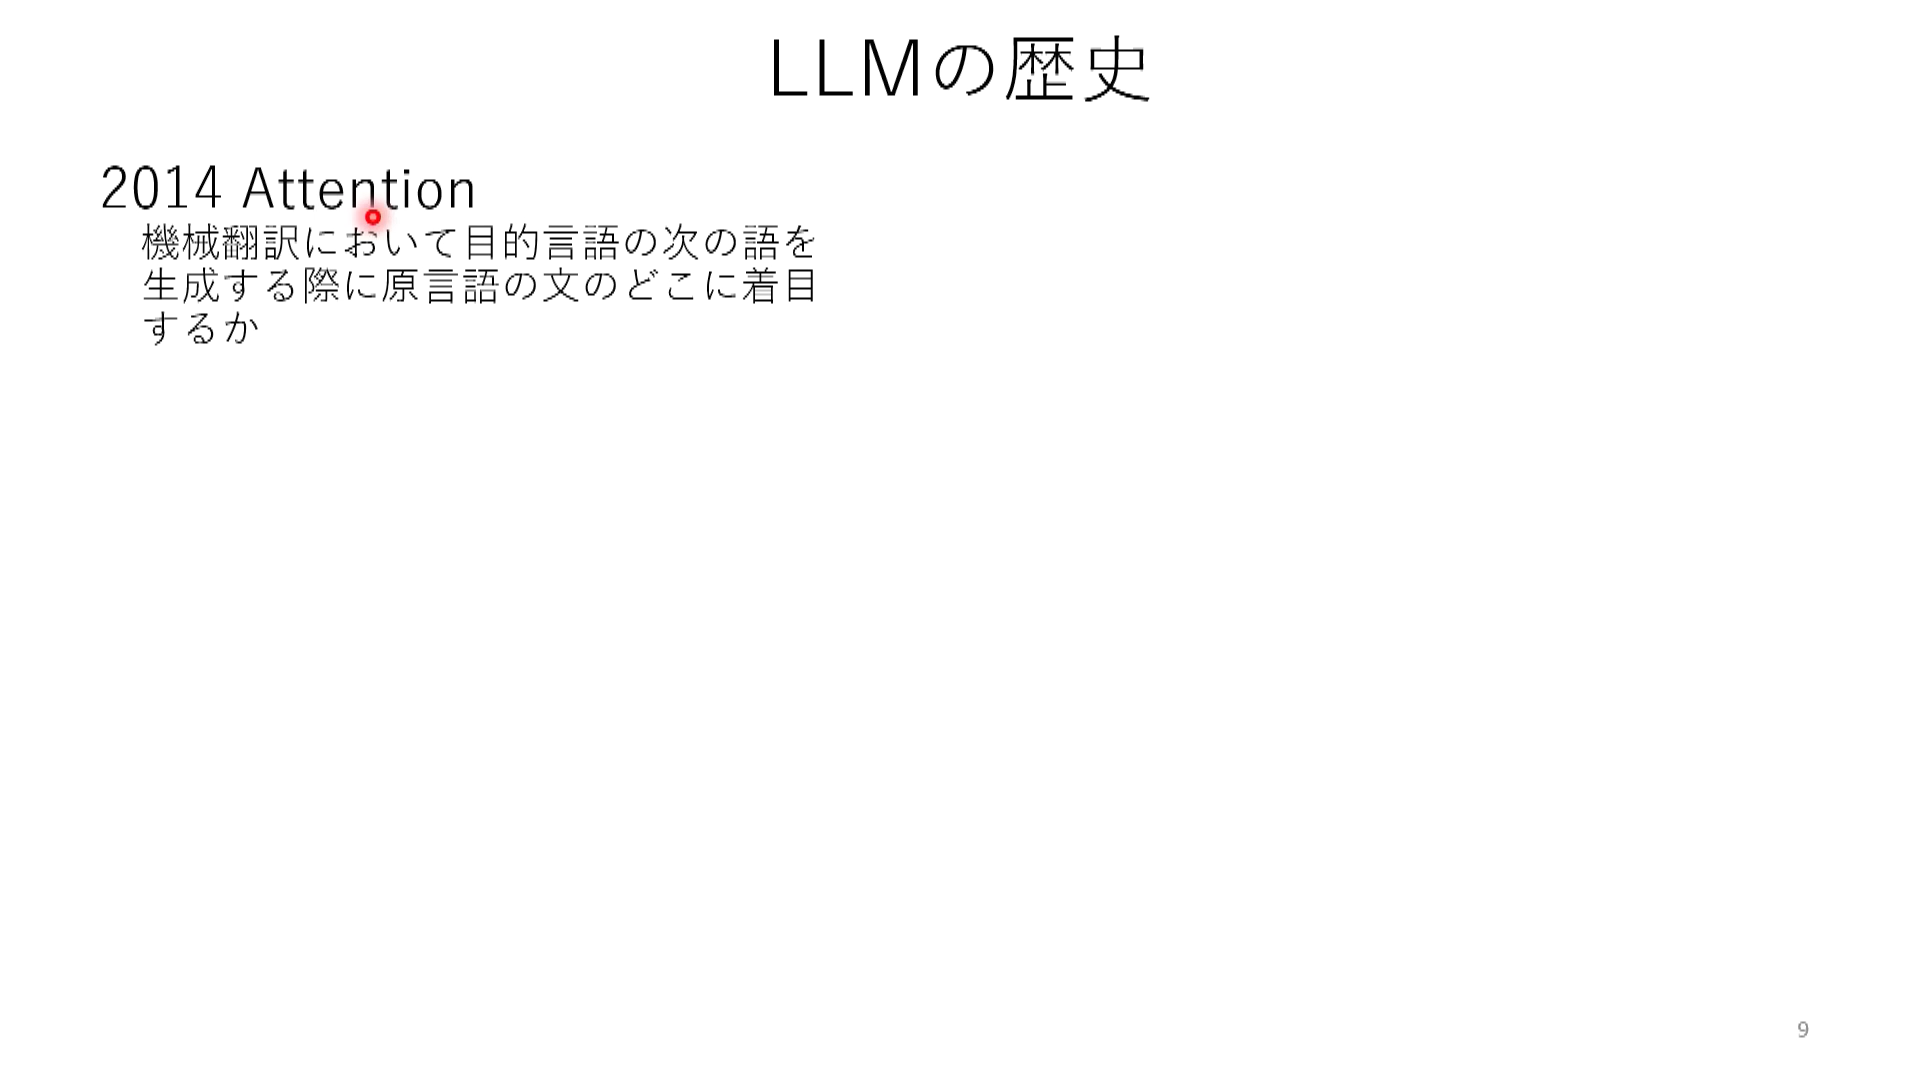 LLMの歴史
2014 Attention
機械翻訳において目的言語の次の語を
生成する際に原言語の文のどこに着目
するか
9